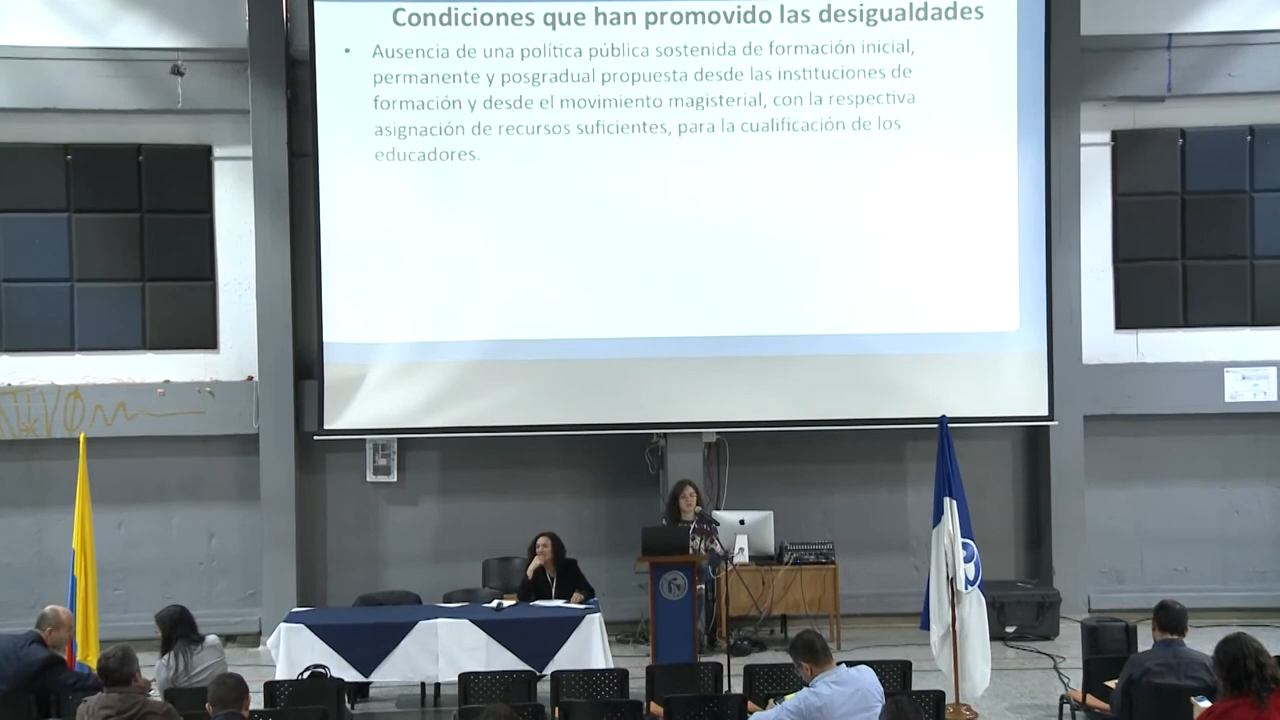 Condiciones que han promovido las desigualdades
• Ausencia de una política pública sostenida de formación inicial,
permanente y posgradual propuesta desde las instituciones de
formación y desde el movimiento magisterial, con la respectiva
asignación de recursos suficientes, para la cualificación de los
educadores.